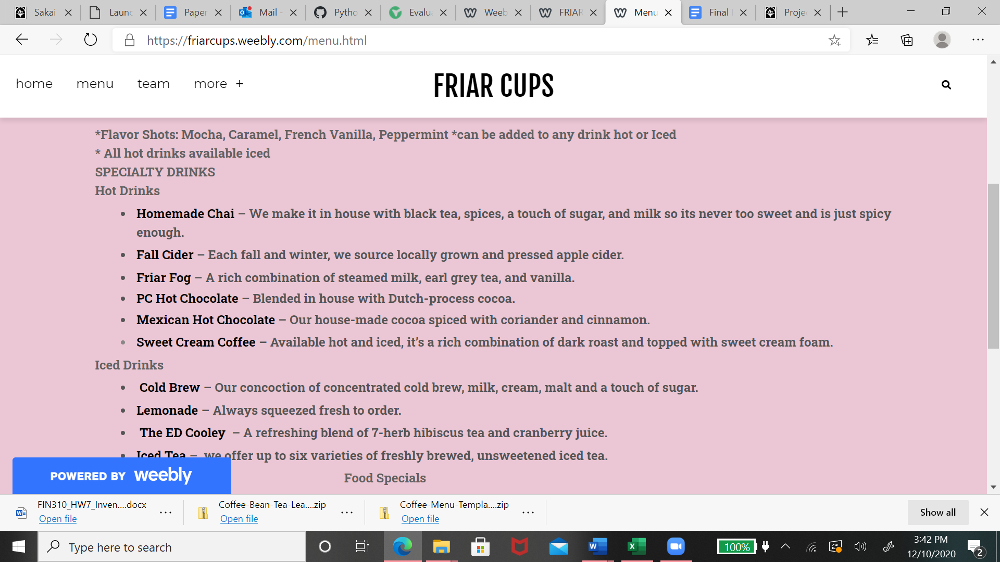 Sakai
Launc
Paper
Mail -
Pytho
Evalua
Weeb
FRIAR
Menu
Final
Proje
https://friarcups.weebly.com/menu.html
home menu team more +
FRIAR CUPS
*Flavor Shots: Mocha, Caramel, French Vanilla, Peppermint *can be added to any drink hot or Iced
* All hot drinks available iced
SPECIALTY DRINKS
Hot Drinks
• Homemade Chai – We make it in house with black tea, spices, a touch of sugar, and milk so its never too sweet and is just spicy
enough.
• Fall Cider – Each fall and winter, we source locally grown and pressed apple cider.
• Friar Fog – A rich combination of steamed milk, earl grey tea, and vanilla.
• PC Hot Chocolate – Blended in house with Dutch-process cocoa.
• Mexican Hot Chocolate – Our house-made cocoa spiced with coriander and cinnamon.
• Sweet Cream Coffee – Available hot and iced, it’s a rich combination of dark roast and topped with sweet cream foam.
Iced Drinks
• Cold Brew – Our concoction of concentrated cold brew, milk, cream, malt and a touch of sugar.
• Lemonade – Always squeezed fresh to order.
• The ED Cooley – A refreshing blend of 7-herb hibiscus tea and cranberry juice.
• Iced Tea – we offer up to six varieties of freshly brewed, unsweetened iced tea.
Food Specials
POWERED BY weebly
FIN310_HW7_Inven....docx
Open file
Coffee-Bean-Tea-Lea....zip
Open file
Coffee-Menu-Templa....zip
Open file
Show all
Type here to search
100%
3:42 PM
12/10/2020
2